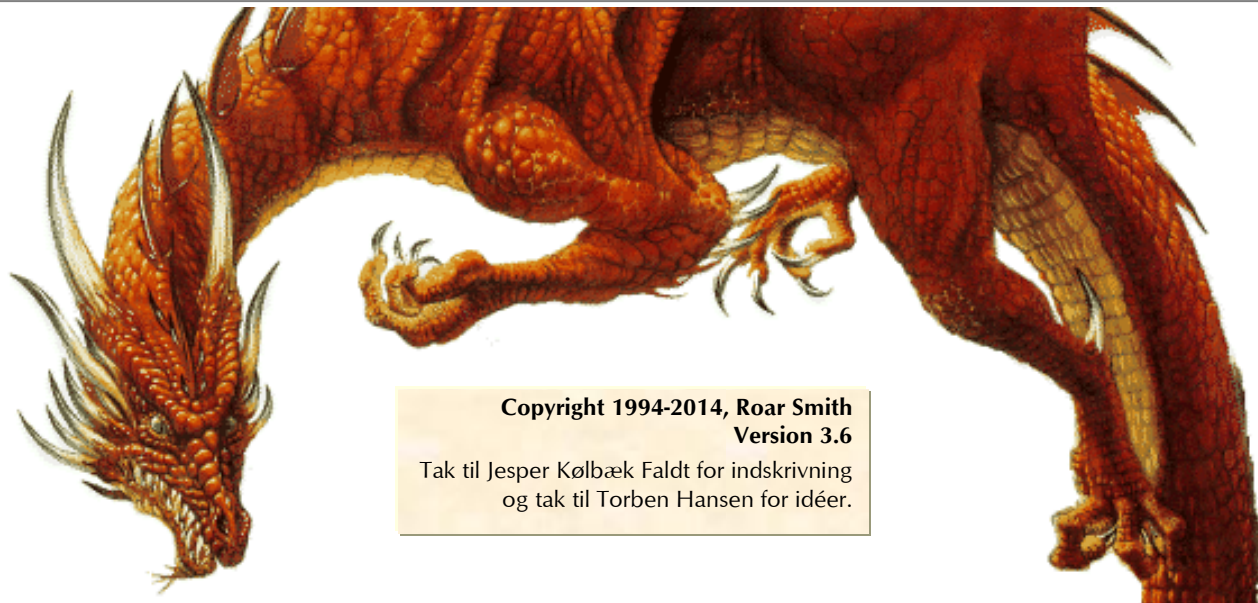 Copyright 1994-2014, Roar Smith
Version 3.6
Tak til Jesper Kølbæk Faldt for indskrivning
og tak til Torben Hansen for idéer.